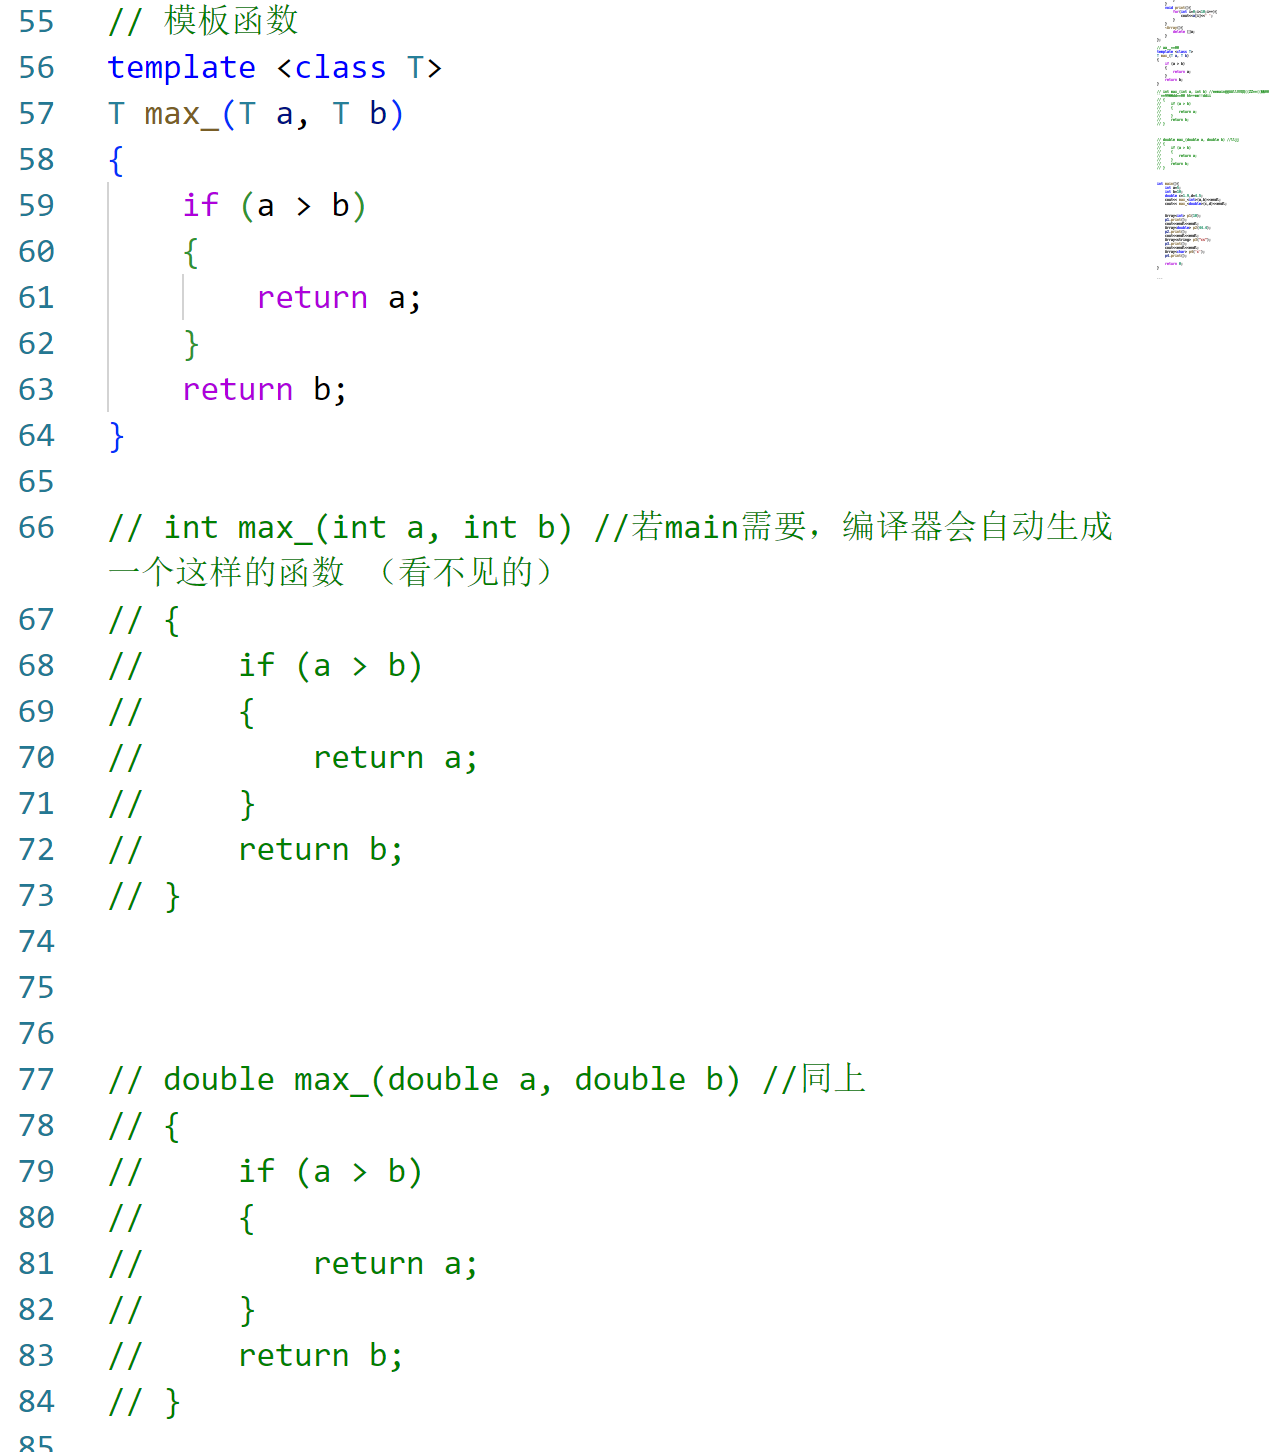 55 // 模板函数
56 template <class T>
57 T max_(T a, T b)
58 {
59     if (a > b)
60     {
61         return a;
62     }
63     return b;
64 }
65
66 // int max_(int a, int b) //若main需要，编译器会自动生成
一个这样的函数 （看不见的）
67 // {
68 //     if (a > b)
69 //     {
70 //         return a;
71 //     }
72 //     return b;
73 // }
74
75
76
77 // double max_(double a, double b) //同上
78 // {
79 //     if (a > b)
80 //     {
81 //         return a;
82 //     }
83 //     return b;
84 // }
85